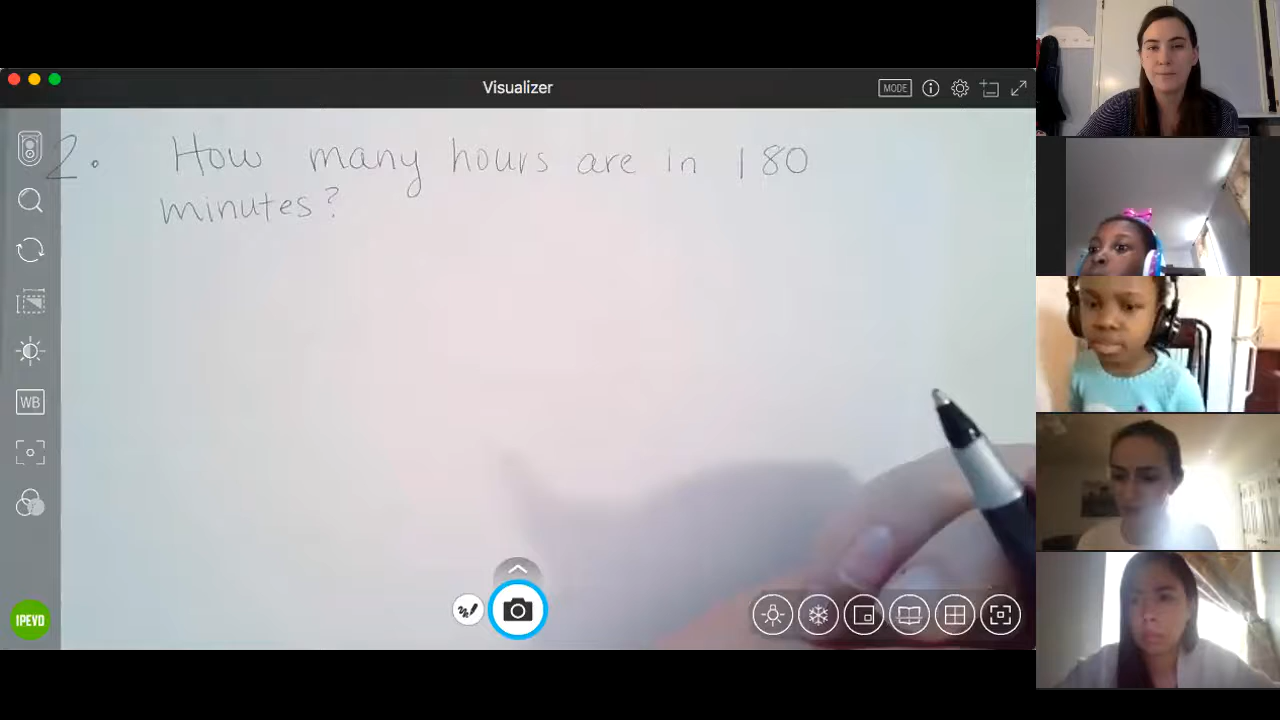 Visualizer
MODE
2. How many hours are in 180
minutes?
WB
IPEVO